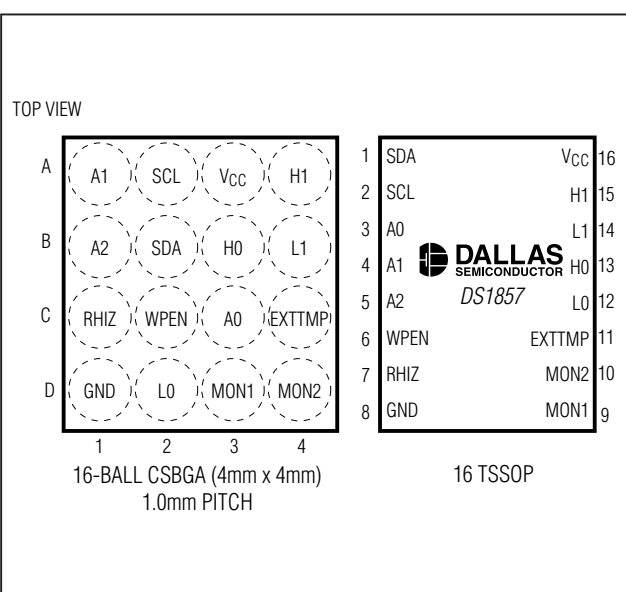 TOP VIEW
A A1 SCL VCC H1
B A2 SDA H0 L1
C RHIZ WPEN A0 EXTTMP
D GND L0 MON1 MON2
1 2 3 4
16-BALL CSBGA (4mm x 4mm)
1.0mm PITCH
1 SDA VCC 16
2 SCL H1 15
3 A0 L1 14
4 A1 DALLAS SEMICONDUCTOR H0 13
5 A2 DS1857 L0 12
6 WPEN EXTTMP 11
7 RHIZ MON2 10
8 GND MON1 9
16 TSSOP